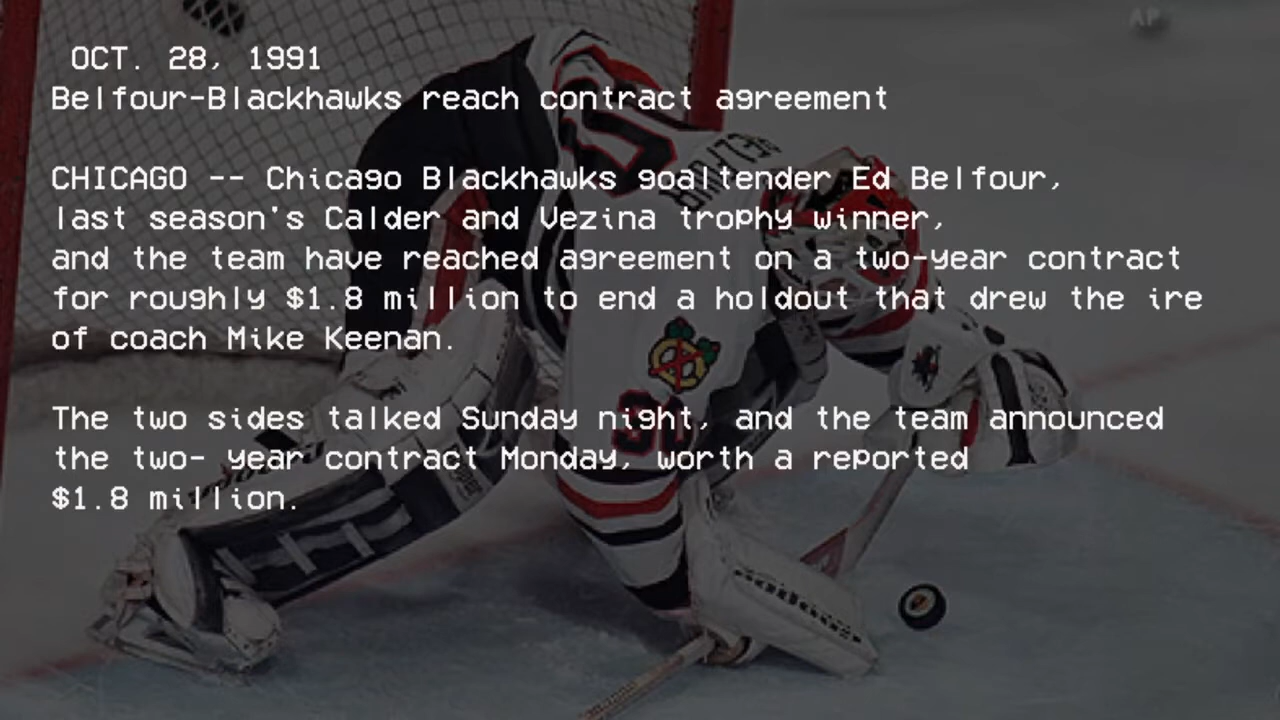 AP
OCT. 28, 1991
Belfour-Blackhawks reach contract agreement
CHICAGO -- Chicago Blackhawks goaltender Ed Belfour,
last season's Calder and Vezina trophy winner,
and the team have reached agreement on a two-year contract
for roughly $1.8 million to end a holdout that drew the ire
of coach Mike Keenan.
The two sides talked Sunday night, and the team announced
the two- year contract Monday, worth a reported
$1.8 million.